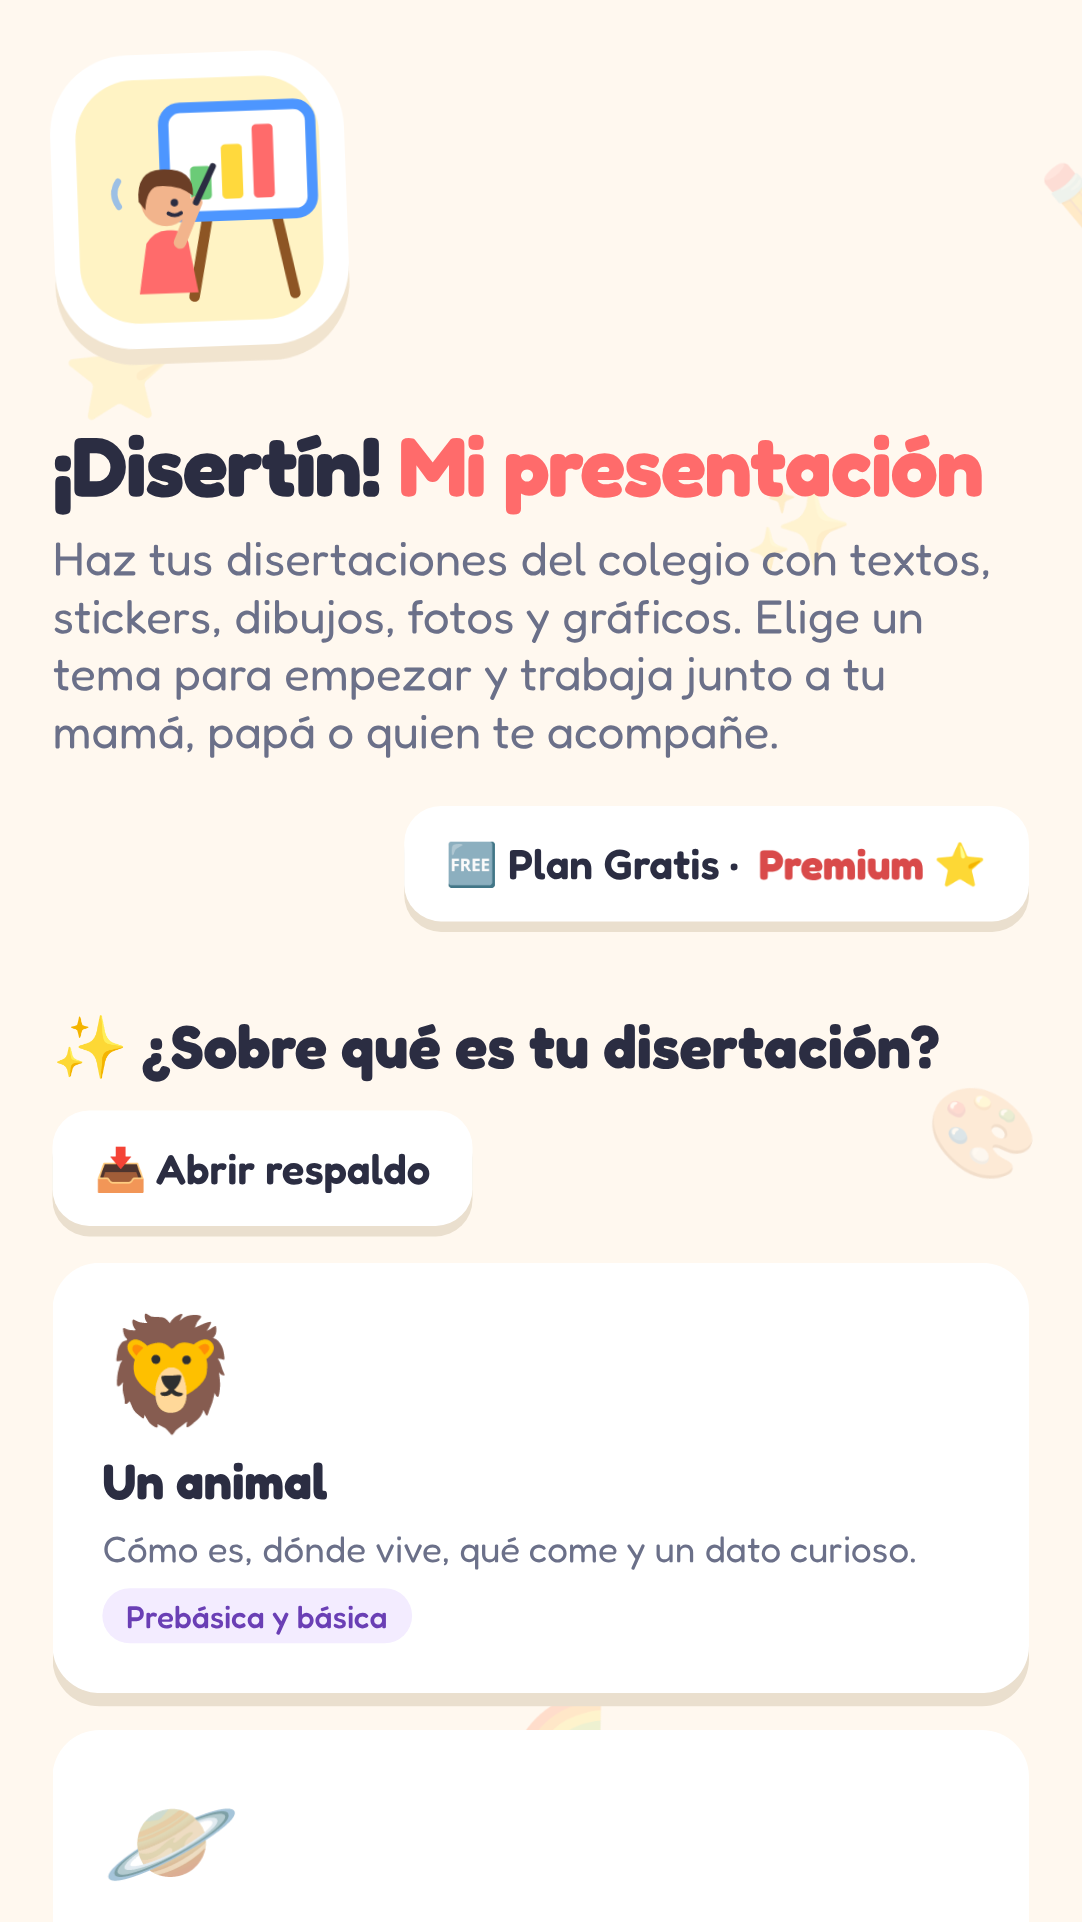 ¡Disertín! Mi presentación
Haz tus disertaciones del colegio con textos,
stickers, dibujos, fotos y gráficos. Elige un
tema para empezar y trabaja junto a tu
mamá, papá o quien te acompañe.
🆓 Plan Gratis · Premium ⭐
✨ ¿Sobre qué es tu disertación?
📥 Abrir respaldo
Un animal
Cómo es, dónde vive, qué come y un dato curioso.
Prebásica y básica